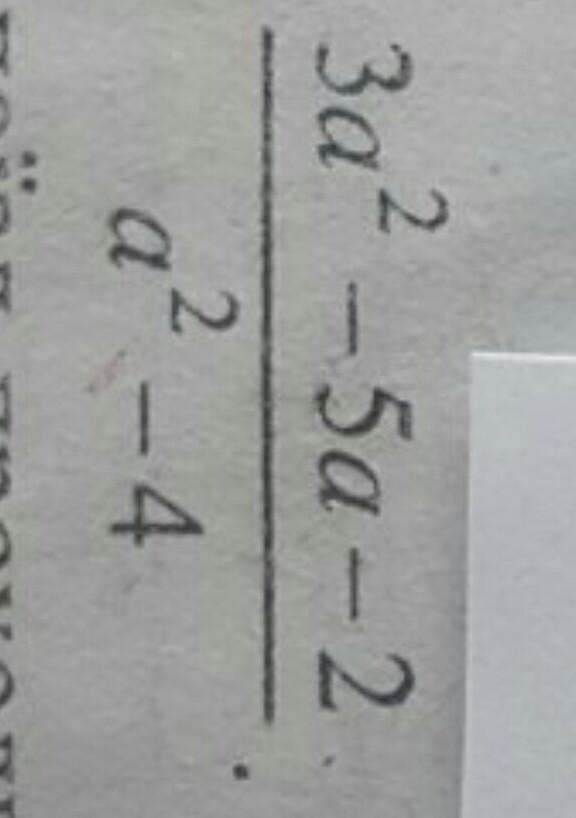 3a² – 5a – 2
a² – 4 .